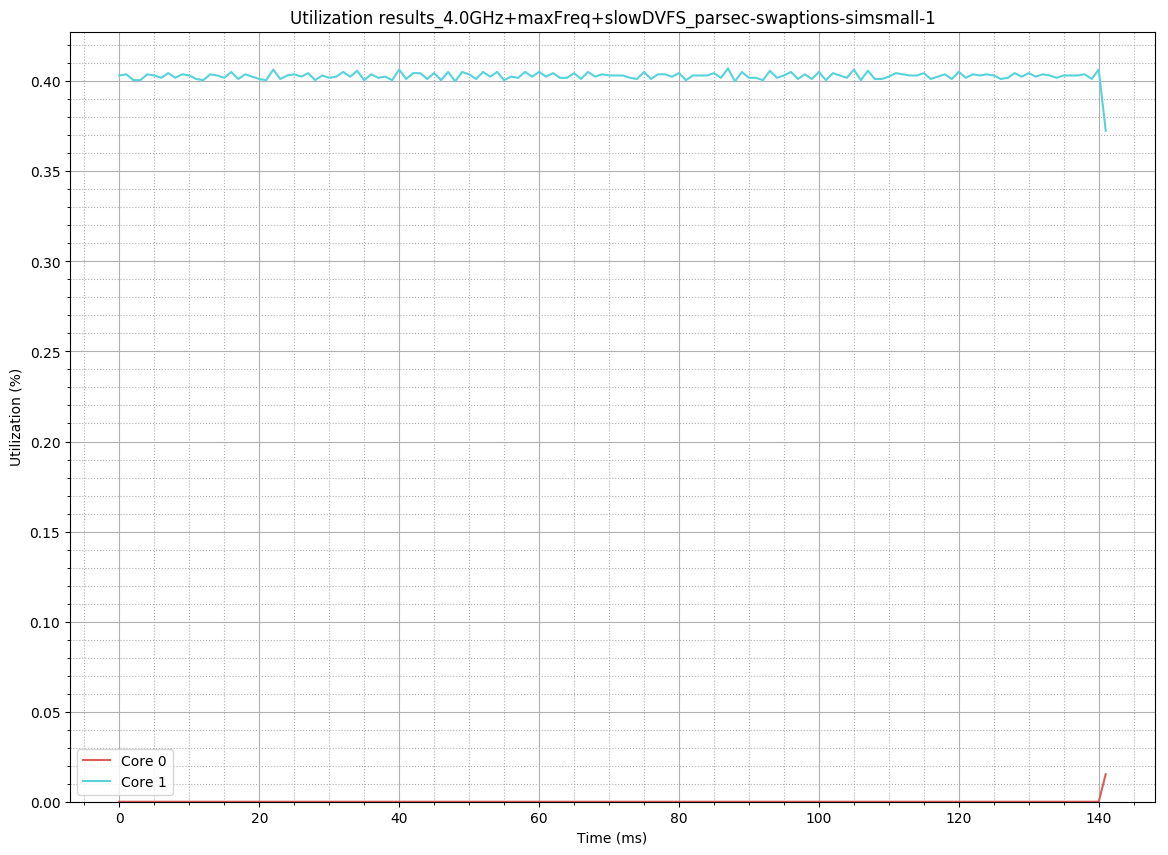 Utilization results_4.0GHz+maxFreq+slowDVFS_parsec-swaptions-simsmall-1
Utilization (%)
0.40
0.35
0.30
0.25
0.20
0.15
0.10
0.05
0.00
Core 0
Core 1
0 20 40 60 80 100 120 140
Time (ms)